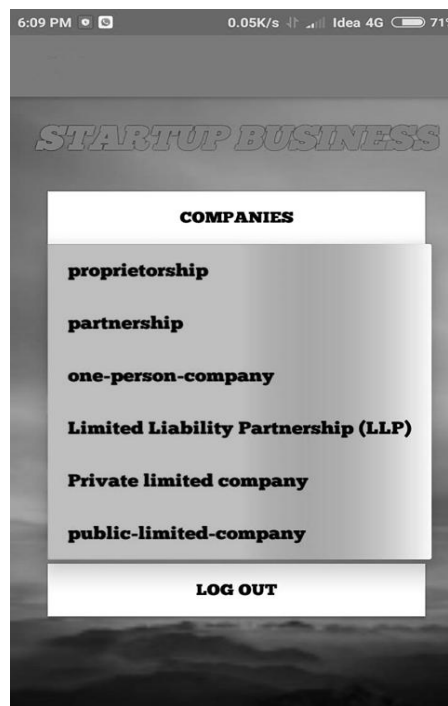 6:09 PM 0.05K/s Idea 4G 71%
STARTUP BUSINESS
COMPANIES
proprietorship
partnership
one-person-company
Limited Liability Partnership (LLP)
Private limited company
public-limited-company
LOG OUT